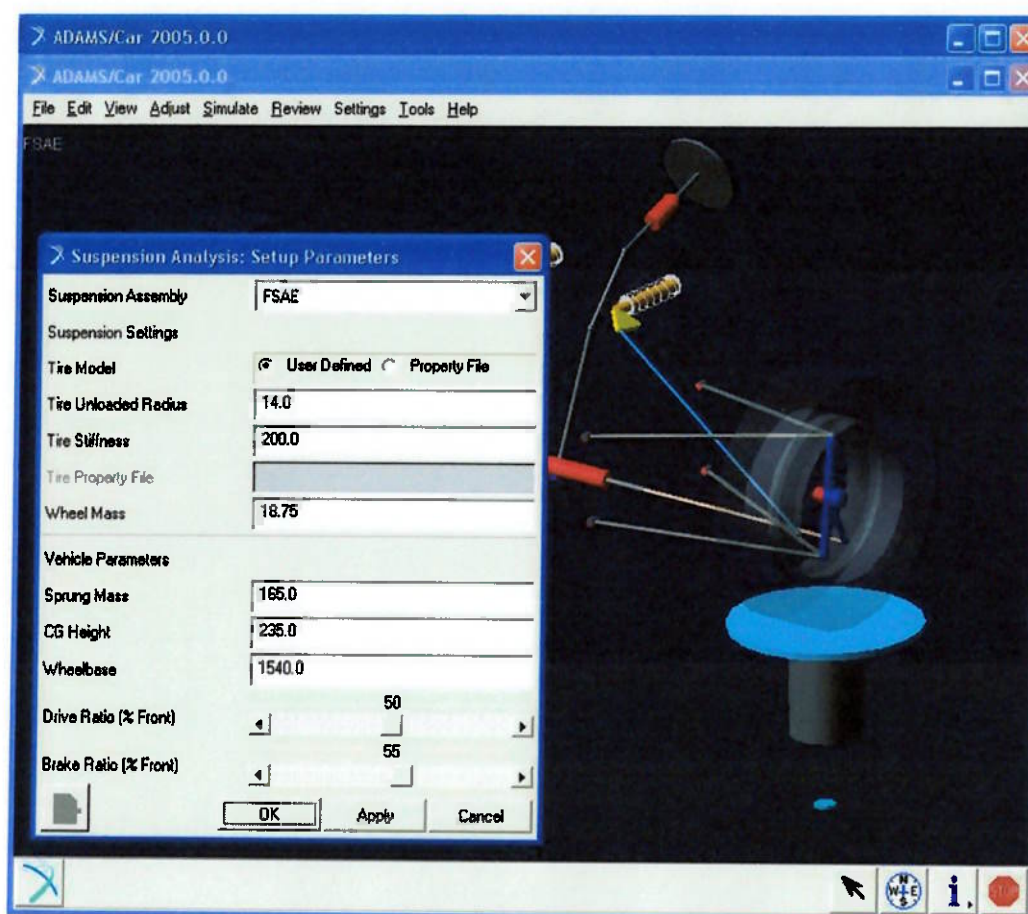 ADAMS/Car 2005.0.0
ADAMS/Car 2005.0.0
File Edit View Adjust Simulate Review Settings Tools Help
FSAE
Suspension Analysis: Setup Parameters
Suspension Assembly FSAE
Suspension Settings
Tire Model User Defined Property File
Tire Unloaded Radius 14.0
Tire Stiffness 200.0
Tire Property File
Wheel Mass 18.75
Vehicle Parameters
Sprung Mass 165.0
CG Height 235.0
Wheelbase 1540.0
50
Drive Ratio (% Front)
55
Brake Ratio (% Front)
OK Apply Cancel
N
W E
S
i
STOP